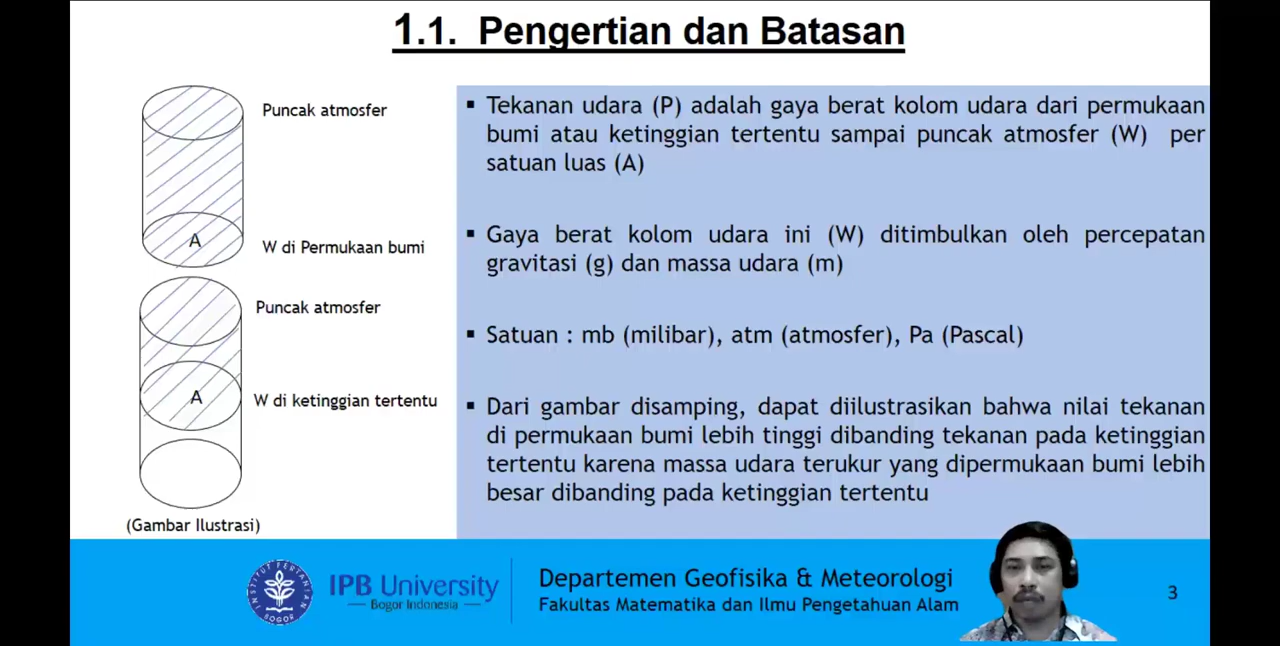 1.1. Pengertian dan Batasan
Puncak atmosfer
A
W di Permukaan bumi
Puncak atmosfer
A
W di ketinggian tertentu
(Gambar Ilustrasi)
▪ Tekanan udara (P) adalah gaya berat kolom udara dari permukaan
bumi atau ketinggian tertentu sampai puncak atmosfer (W) per
satuan luas (A)
▪ Gaya berat kolom udara ini (W) ditimbulkan oleh percepatan
gravitasi (g) dan massa udara (m)
▪ Satuan : mb (milibar), atm (atmosfer), Pa (Pascal)
▪ Dari gambar disamping, dapat diilustrasikan bahwa nilai tekanan
di permukaan bumi lebih tinggi dibanding tekanan pada ketinggian
tertentu karena massa udara terukur yang dipermukaan bumi lebih
besar dibanding pada ketinggian tertentu
INSTITUT PERTANIAN
BOGOR
IPB University
Bogor Indonesia
Departemen Geofisika & Meteorologi
Fakultas Matematika dan Ilmu Pengetahuan Alam
3